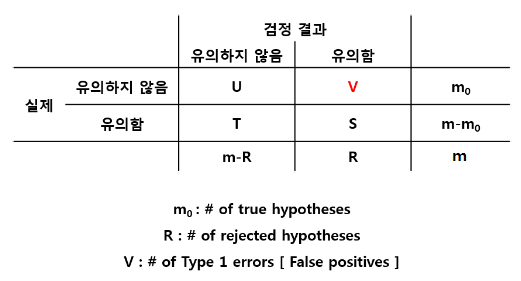 검정 결과
유의하지 않음 유의함
실제 유의하지 않음 U V m₀
유의함 T S m-m₀
m-R R m
m₀ : # of true hypotheses
R : # of rejected hypotheses
V : # of Type 1 errors [ False positives ]